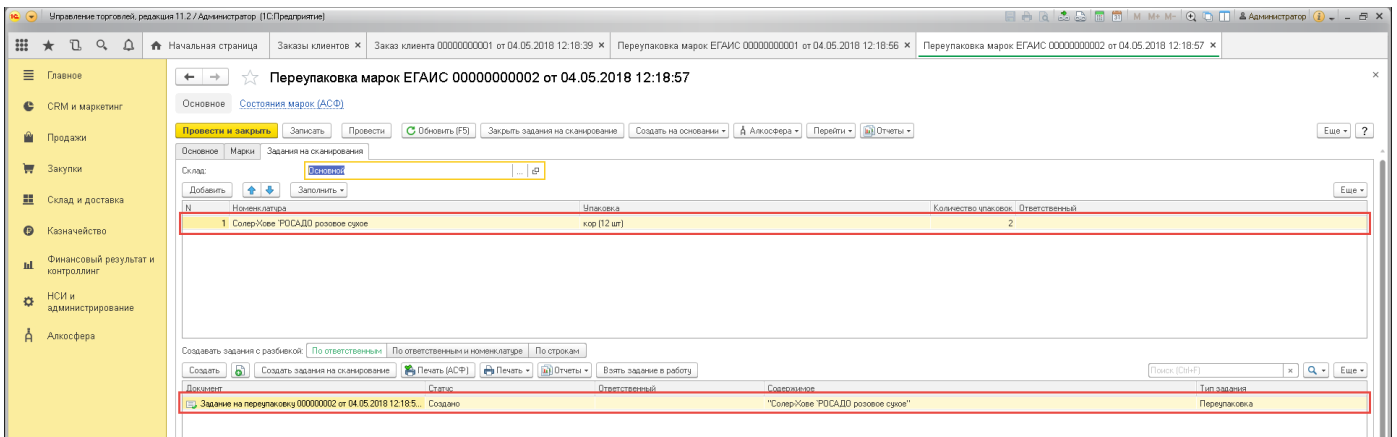 1С Управление торговлей, редакция 11.2 / Администратор (1С:Предприятие) 31 M M+ M- Администратор
Начальная страница Заказы клиентов × Заказ клиента 00000000001 от 04.05.2018 12:18:39 × Переупаковка марок ЕГАИС 00000000001 от 04.05.2018 12:18:56 × Переупаковка марок ЕГАИС 00000000002 от 04.05.2018 12:18:57 ×
Главное
CRM и маркетинг
Продажи
Закупки
Склад и доставка
Казначейство
Финансовый результат и
контроллинг
НСИ и
администрирование
Алкосфера
Переупаковка марок ЕГАИС 00000000002 от 04.05.2018 12:18:57 ×
Основное Состояния марок (АСФ)
Провести и закрыть Записать Провести Обновить (F5) Закрыть задания на сканирование Создать на основании Алкосфера Перейти Отчеты Еще ?
Основное Марки Задания на сканирования
Склад: Основной ...
Добавить Заполнить Еще
N Номенклатура Упаковка Количество упаковок Ответственный
1 Солер-Хове 'РОСАДО розовое сухое кор (12 шт) 2
Создавать задания с разбивкой: По ответственным По ответственным и номенклатуре По строкам
Создать Создать задания на сканирование Печать (АСФ) Печать Отчеты Взять задание в работу Поиск (Ctrl+F) × Еще
Документ Статус Ответственный Содержимое Тип задания
Задание на переупаковку 000000002 от 04.05.2018 12:18:5... Создано "Солер-Хове 'РОСАДО розовое сухое" Переупаковка